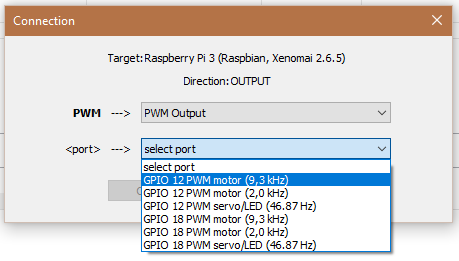 Connection
Target: Raspberry Pi 3 (Raspbian, Xenomai 2.6.5)
Direction: OUTPUT
PWM ---> PWM Output
<port> ---> select port
select port
GPIO 12 PWM motor (9,3 kHz)
GPIO 12 PWM motor (2,0 kHz)
GPIO 12 PWM servo/LED (46.87 Hz)
GPIO 18 PWM motor (9,3 kHz)
GPIO 18 PWM motor (2,0 kHz)
GPIO 18 PWM servo/LED (46.87 Hz)